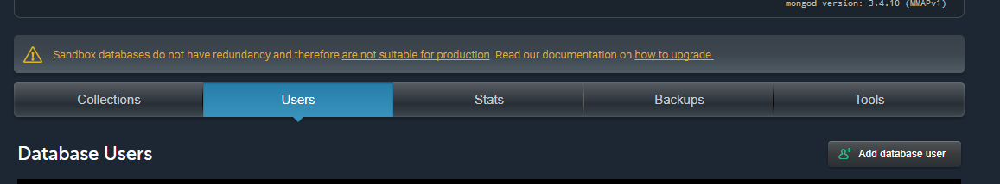 mongod version: 3.4.10 (MMAPv1)
Sandbox databases do not have redundancy and therefore are not suitable for production. Read our documentation on how to upgrade.
Collections Users Stats Backups Tools
Database Users Add database user